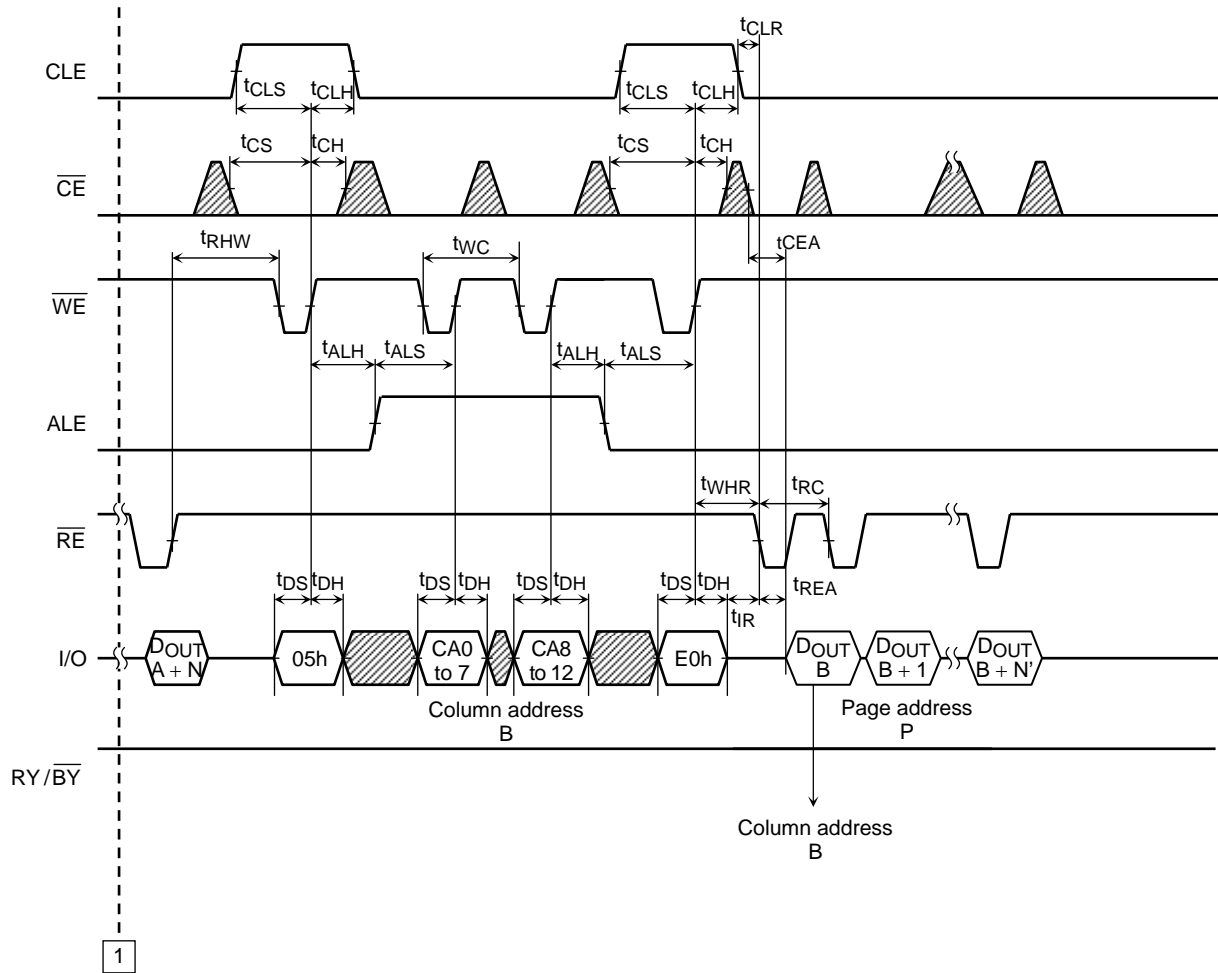 tCLR
CLE
tCLS tCLH tCLS tCLH
tCS tCH tCS tCH
CE
tRHW tWC tCEA
WE
tALH tALS tALH tALS
ALE
tWHR tRC
RE
tDS tDH tDS tDH tDS tDH tDS tDH tIR tREA
I/O
DOUT
A + N
05h
CA0
to 7
CA8
to 12
E0h
DOUT
B
DOUT
B + 1
DOUT
B + N’
Column address
B
Page address
P
RY/BY
Column address
B
1